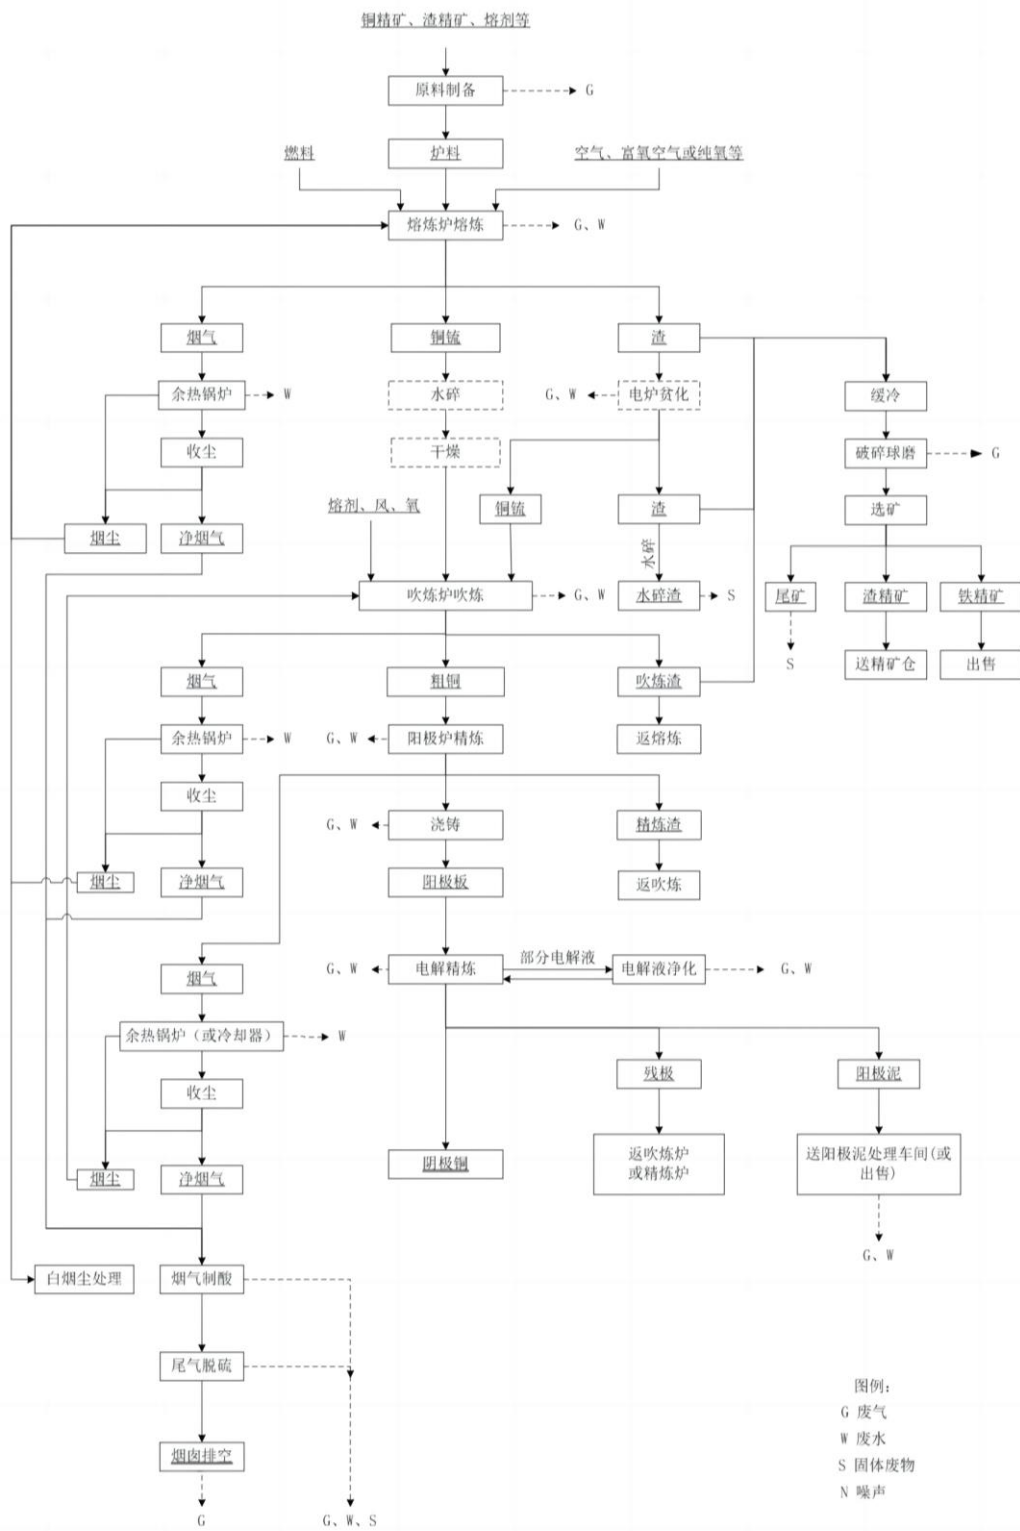 铜精矿、渣精矿、熔剂等
原料制备
G
燃料
炉料
空气、富氧空气或纯氧等
熔炼炉熔炼
G、W
烟气
铜锍
渣
余热锅炉
W
水碎
G、W
电炉贫化
缓冷
收尘
干燥
破碎球磨
G
熔剂、风、氧
铜锍
渣
选矿
烟尘
净烟气
水碎
吹炼炉吹炼
G、W
水碎渣
S
尾矿
渣精矿
铁精矿
S
送精矿仓
出售
烟气
粗铜
吹炼渣
余热锅炉
W
G、W
阳极炉精炼
返熔炼
收尘
G、W
浇铸
精炼渣
烟尘
净烟气
阳极板
返吹炼
烟气
G、W
电解精炼
部分电解液
电解液净化
G、W
余热锅炉（或冷却器）
W
收尘
残极
阳极泥
烟尘
净烟气
阴极铜
返吹炼炉
或精炼炉
送阳极泥处理车间(或
出售)
G、W
白烟尘处理
烟气制酸
尾气脱硫
烟囱排空
G
G、W、S
图例：
G 废气
W 废水
S 固体废物
N 噪声